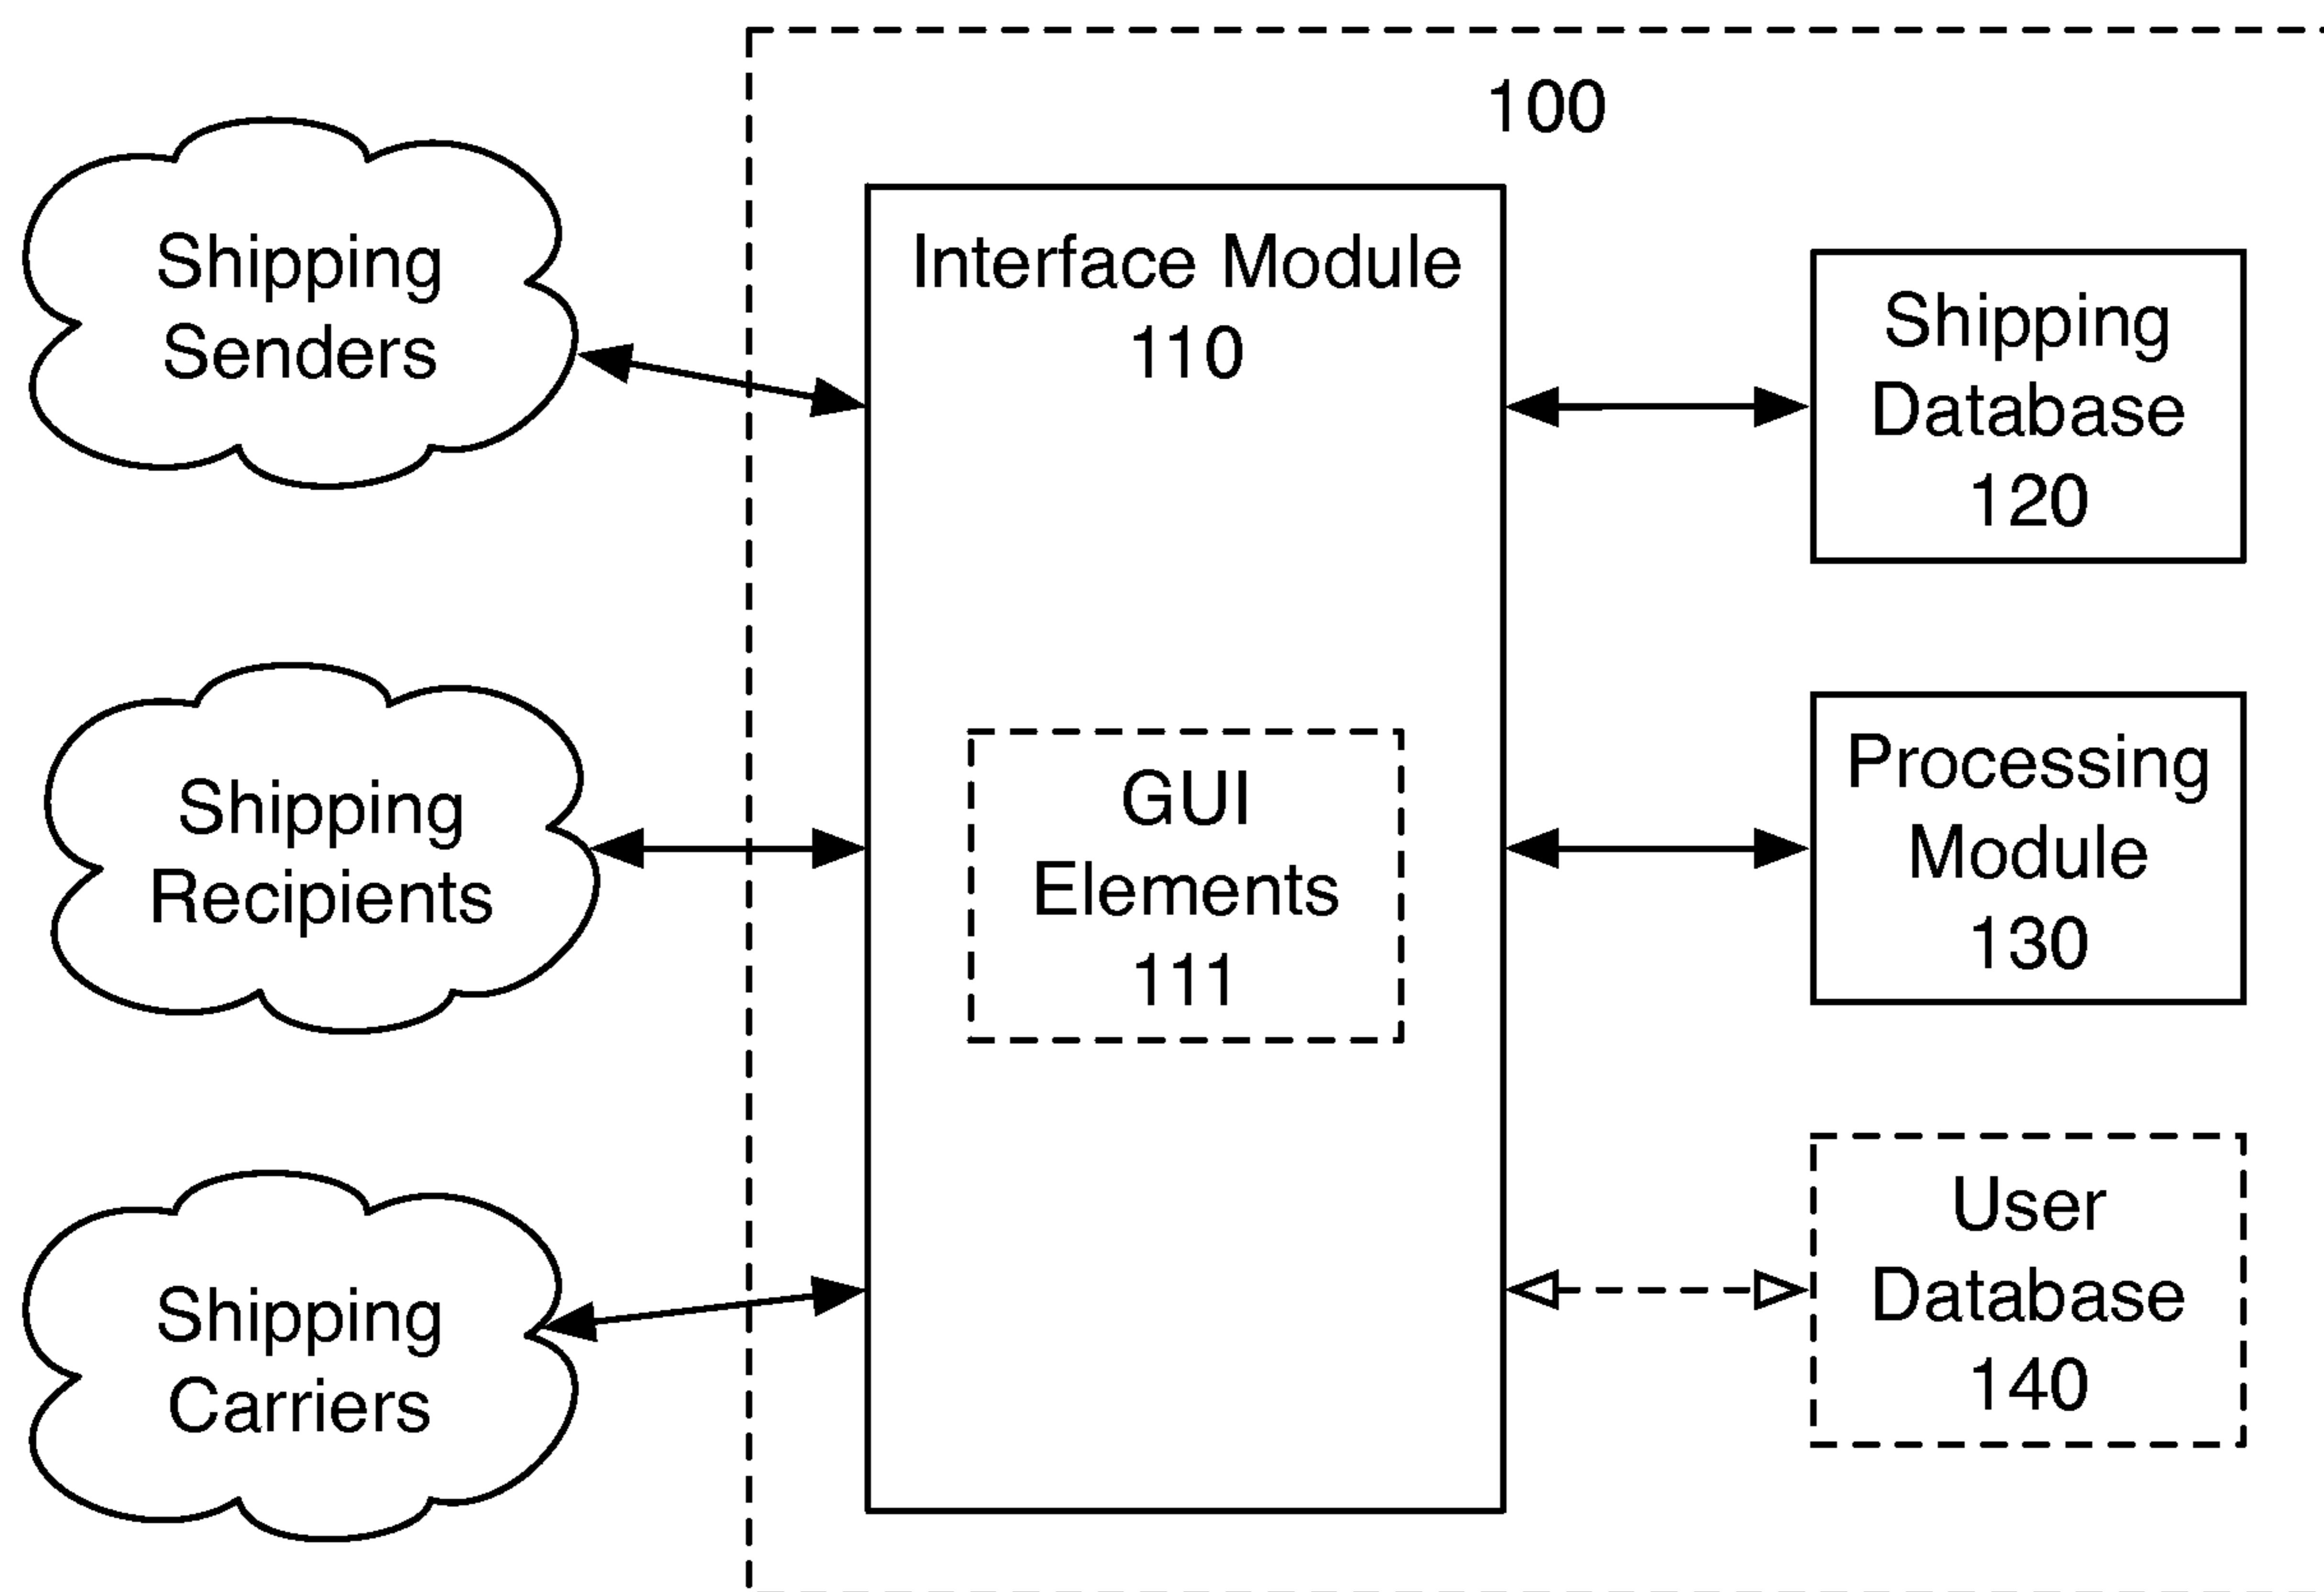 100
Shipping
Senders
Interface Module
110
Shipping
Database
120
Shipping
Recipients
GUI
Elements
111
Processing
Module
130
Shipping
Carriers
User
Database
140